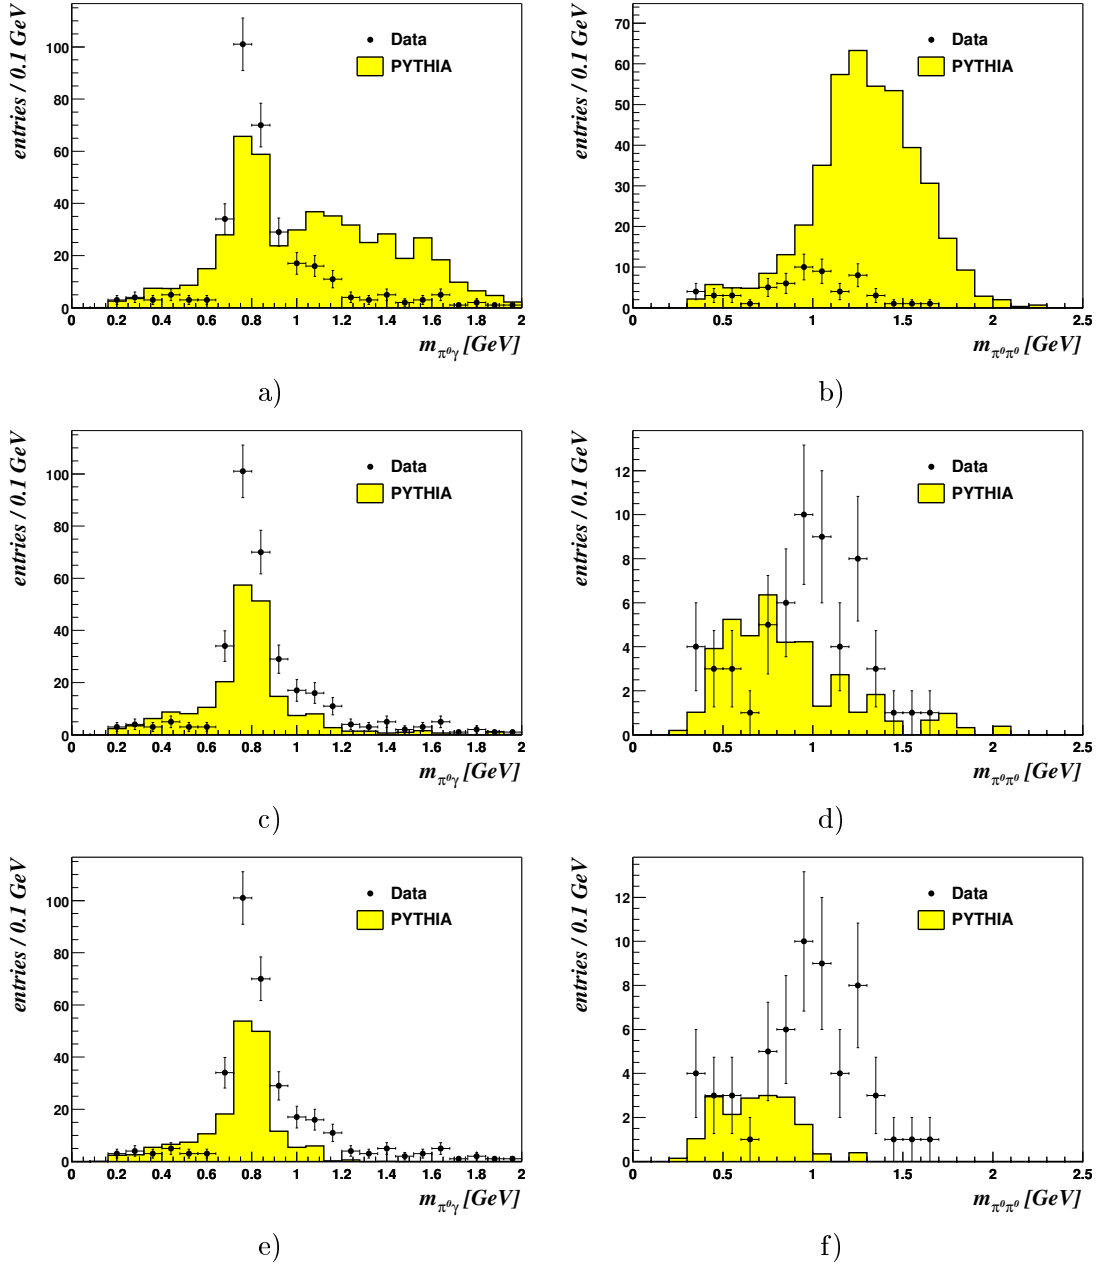 entries / 0.1 GeV
100
80
60
40
20
0
Data
PYTHIA
0 0.2 0.4 0.6 0.8 1 1.2 1.4 1.6 1.8 2
m π⁰γ [GeV]
a)
entries / 0.1 GeV
70
60
50
40
30
20
10
0
Data
PYTHIA
0 0.5 1 1.5 2 2.5
m π⁰π⁰ [GeV]
b)
entries / 0.1 GeV
100
80
60
40
20
0
Data
PYTHIA
0 0.2 0.4 0.6 0.8 1 1.2 1.4 1.6 1.8 2
m π⁰γ [GeV]
c)
entries / 0.1 GeV
12
10
8
6
4
2
0
Data
PYTHIA
0 0.5 1 1.5 2 2.5
m π⁰π⁰ [GeV]
d)
entries / 0.1 GeV
100
80
60
40
20
0
Data
PYTHIA
0 0.2 0.4 0.6 0.8 1 1.2 1.4 1.6 1.8 2
m π⁰γ [GeV]
e)
entries / 0.1 GeV
12
10
8
6
4
2
0
Data
PYTHIA
0 0.5 1 1.5 2 2.5
m π⁰π⁰ [GeV]
f)